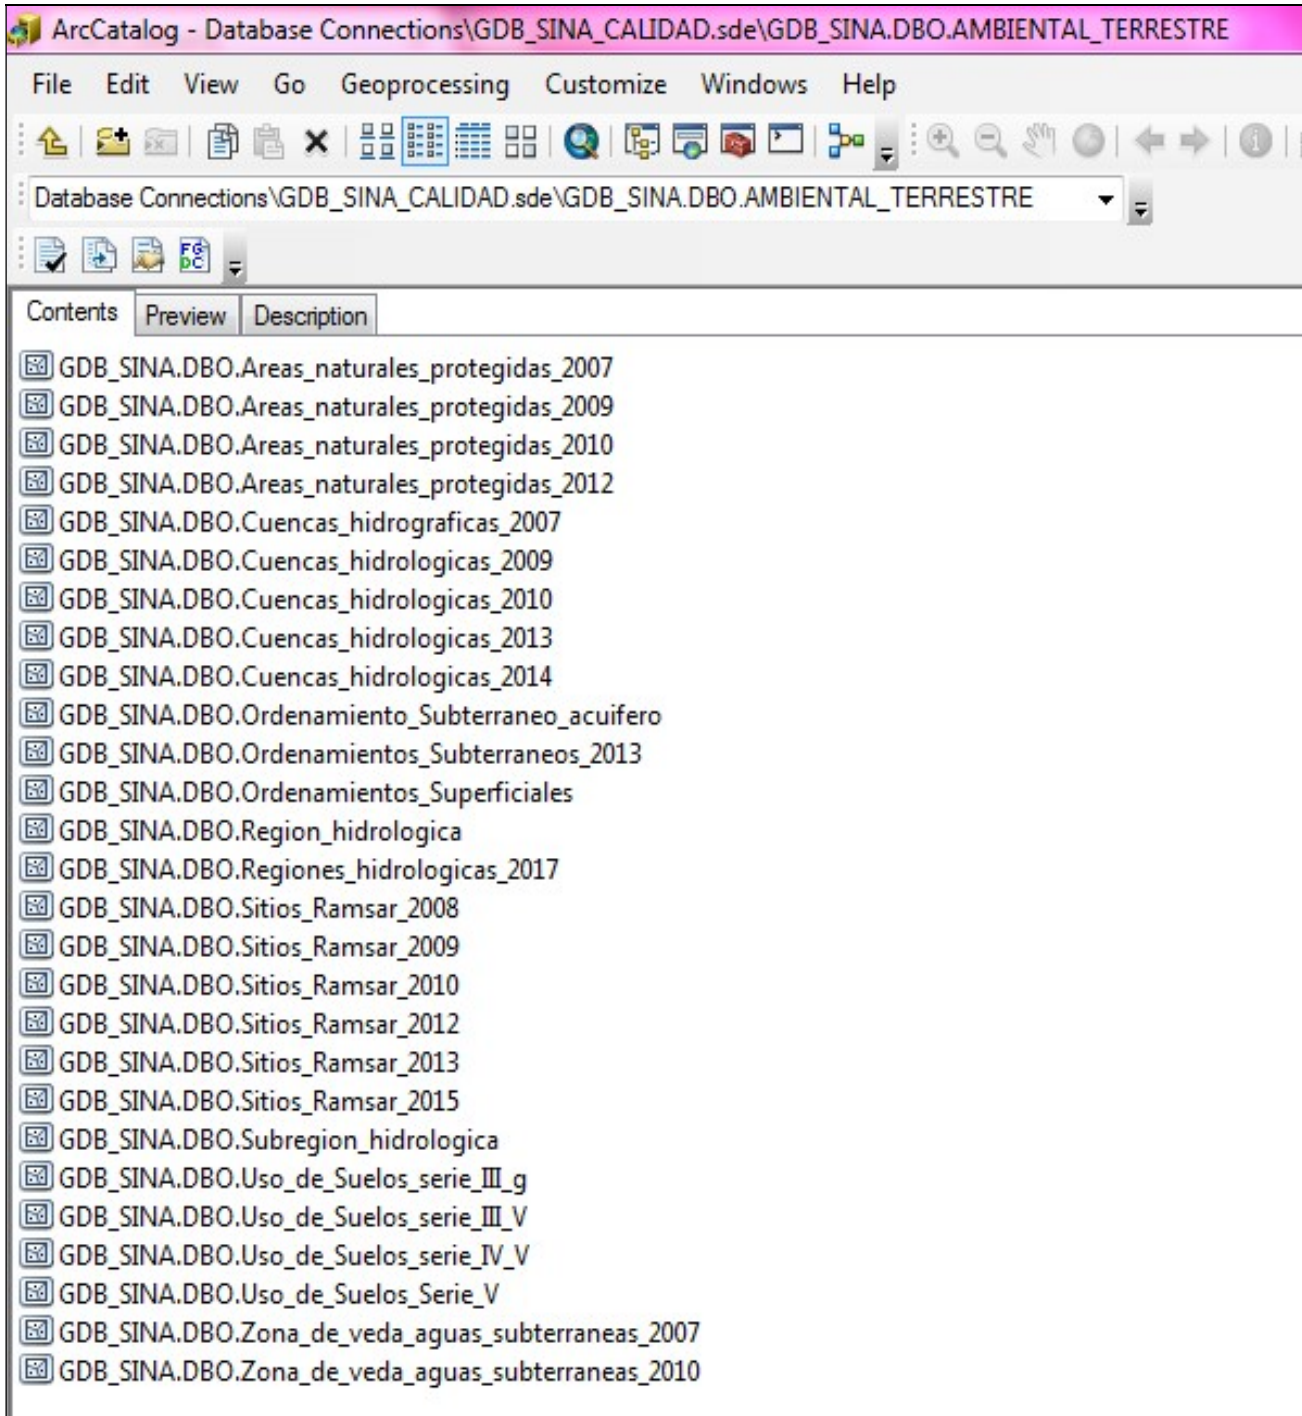 ArcCatalog - Database Connections\GDB_SINA_CALIDAD.sde\GDB_SINA.DBO.AMBIENTAL_TERRESTRE
File Edit View Go Geoprocessing Customize Windows Help
Database Connections\GDB_SINA_CALIDAD.sde\GDB_SINA.DBO.AMBIENTAL_TERRESTRE
Contents Preview Description
GDB_SINA.DBO.Areas_naturales_protegidas_2007
GDB_SINA.DBO.Areas_naturales_protegidas_2009
GDB_SINA.DBO.Areas_naturales_protegidas_2010
GDB_SINA.DBO.Areas_naturales_protegidas_2012
GDB_SINA.DBO.Cuencas_hidrograficas_2007
GDB_SINA.DBO.Cuencas_hidrologicas_2009
GDB_SINA.DBO.Cuencas_hidrologicas_2010
GDB_SINA.DBO.Cuencas_hidrologicas_2013
GDB_SINA.DBO.Cuencas_hidrologicas_2014
GDB_SINA.DBO.Ordenamiento_Subterraneo_acuifero
GDB_SINA.DBO.Ordenamientos_Subterraneos_2013
GDB_SINA.DBO.Ordenamientos_Superficiales
GDB_SINA.DBO.Region_hidrologica
GDB_SINA.DBO.Regiones_hidrologicas_2017
GDB_SINA.DBO.Sitios_Ramsar_2008
GDB_SINA.DBO.Sitios_Ramsar_2009
GDB_SINA.DBO.Sitios_Ramsar_2010
GDB_SINA.DBO.Sitios_Ramsar_2012
GDB_SINA.DBO.Sitios_Ramsar_2013
GDB_SINA.DBO.Sitios_Ramsar_2015
GDB_SINA.DBO.Subregion_hidrologica
GDB_SINA.DBO.Uso_de_Suelos_serie_III_g
GDB_SINA.DBO.Uso_de_Suelos_serie_III_V
GDB_SINA.DBO.Uso_de_Suelos_serie_IV_V
GDB_SINA.DBO.Uso_de_Suelos_Serie_V
GDB_SINA.DBO.Zona_de_veda_aguas_subterraneas_2007
GDB_SINA.DBO.Zona_de_veda_aguas_subterraneas_2010